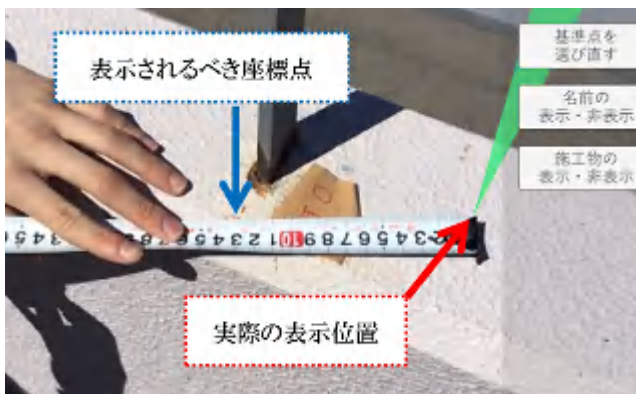 表示されるべき座標点
基準点を
選び直す
名前の
表示・非表示
施工物の
表示・非表示
10
実際の表示位置